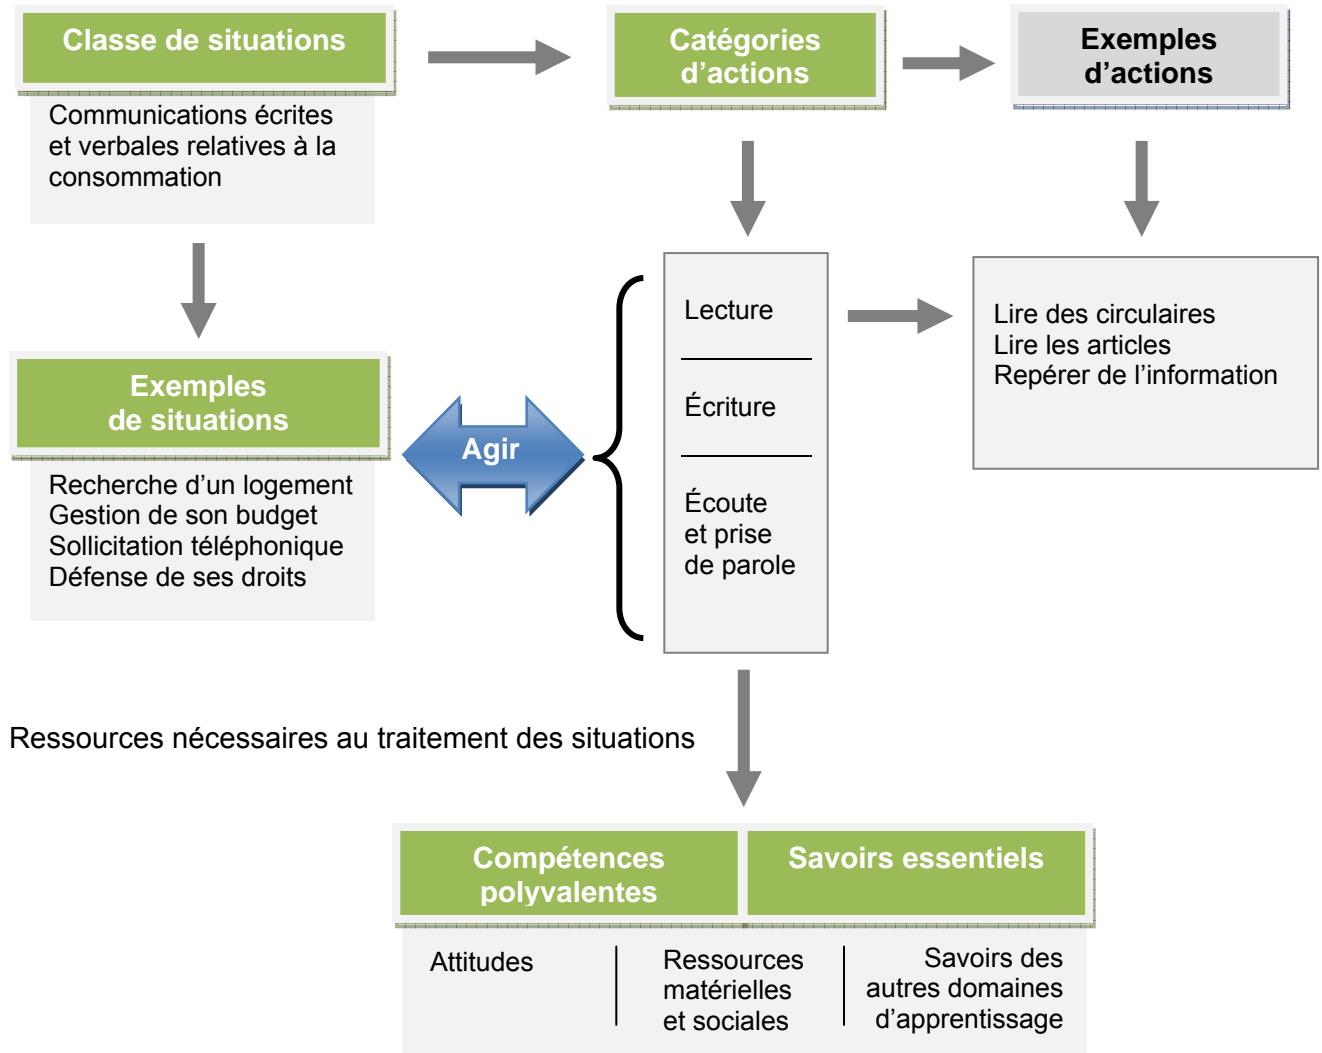 Classe de situations
Communications écrites
et verbales relatives à la
consommation
Catégories
d’actions
Exemples
d’actions
Exemples
de situations
Recherche d’un logement
Gestion de son budget
Sollicitation téléphonique
Défense de ses droits
Agir
Lecture
Écriture
Écoute
et prise
de parole
Lire des circulaires
Lire les articles
Repérer de l’information
Ressources nécessaires au traitement des situations
Compétences
polyvalentes
Savoirs essentiels
Attitudes
Ressources
matérielles
et sociales
Savoirs des
autres domaines
d’apprentissage